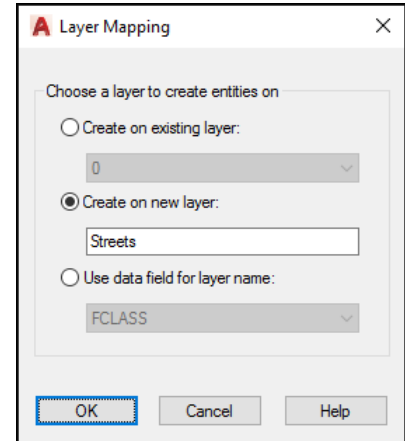 Layer Mapping
Choose a layer to create entities on
Create on existing layer:
0
Create on new layer:
Streets
Use data field for layer name:
FCLASS
OK Cancel Help